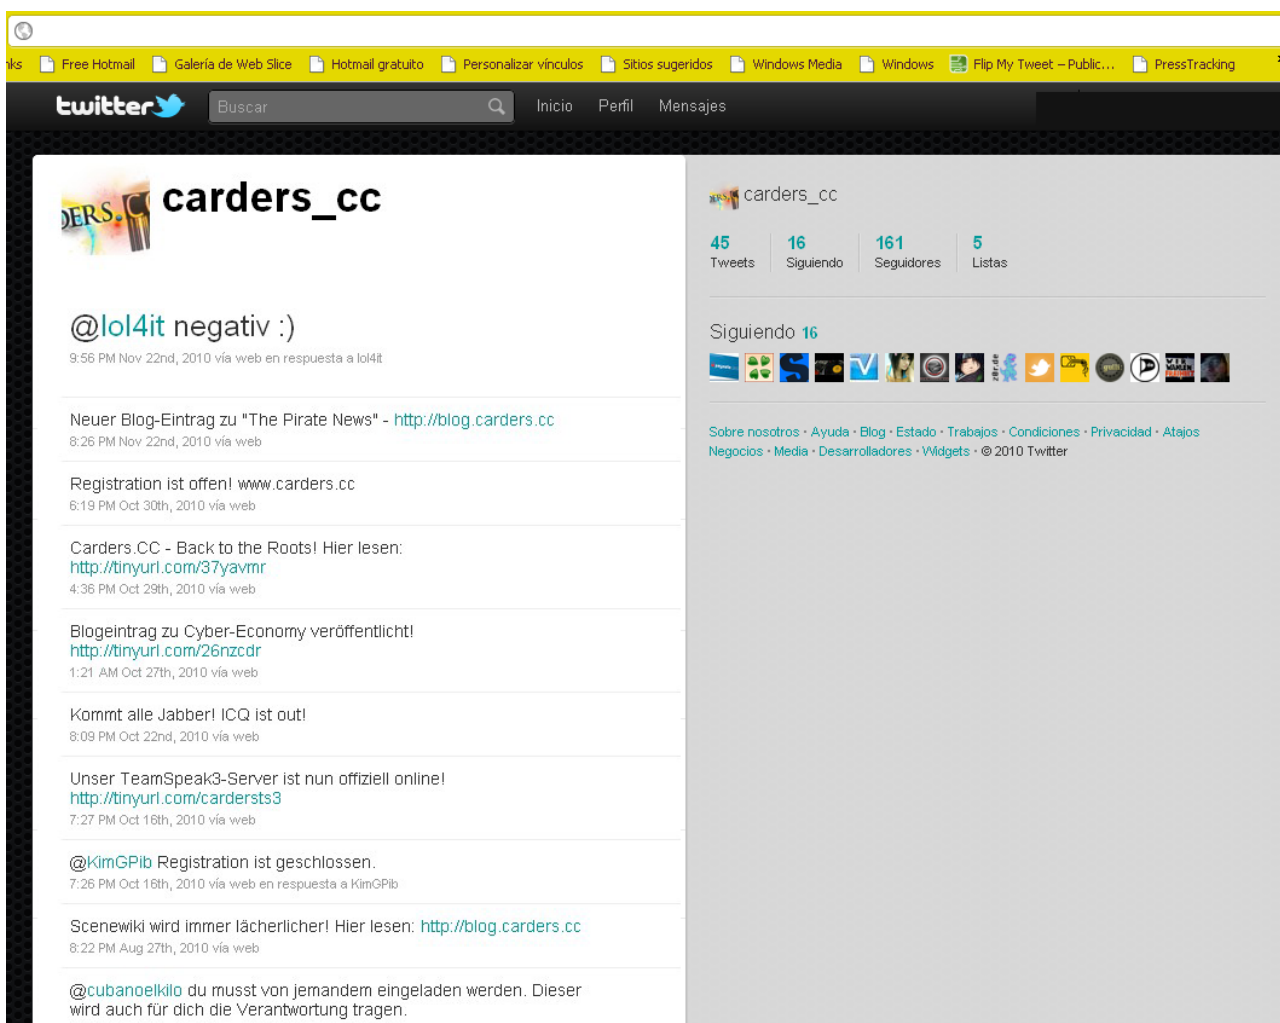 nks Free Hotmail Galería de Web Slice Hotmail gratuito Personalizar vínculos Sitios sugeridos Windows Media Windows Flip My Tweet – Public... PressTracking
twitter Buscar Inicio Perfil Mensajes
DERS.C
carders_cc
@lol4it negativ :)
9:56 PM Nov 22nd, 2010 vía web en respuesta a lol4it
Neuer Blog-Eintrag zu "The Pirate News" - http://blog.carders.cc
8:26 PM Nov 22nd, 2010 vía web
Registration ist offen! www.carders.cc
6:19 PM Oct 30th, 2010 vía web
Carders.CC - Back to the Roots! Hier lesen:
http://tinyurl.com/37yavmr
4:36 PM Oct 29th, 2010 vía web
Blogeintrag zu Cyber-Economy veröffentlicht!
http://tinyurl.com/26nzcdr
1:21 AM Oct 27th, 2010 vía web
Kommt alle Jabber! ICQ ist out!
8:09 PM Oct 22nd, 2010 vía web
Unser TeamSpeak3-Server ist nun offiziell online!
http://tinyurl.com/cardersts3
7:27 PM Oct 16th, 2010 vía web
@KimGPib Registration ist geschlossen.
7:26 PM Oct 16th, 2010 vía web en respuesta a KimGPib
Scenewiki wird immer lächerlicher! Hier lesen: http://blog.carders.cc
8:22 PM Aug 27th, 2010 vía web
@cubanoelkilo du musst von jemandem eingeladen werden. Dieser
wird auch für dich die Verantwortung tragen.
carders_cc
45 16 161 5
Tweets Siguiendo Seguidores Listas
Siguiendo 16
Sobre nosotros · Ayuda · Blog · Estado · Trabajos · Condiciones · Privacidad · Atajos
Negocios · Media · Desarrolladores · Widgets · © 2010 Twitter